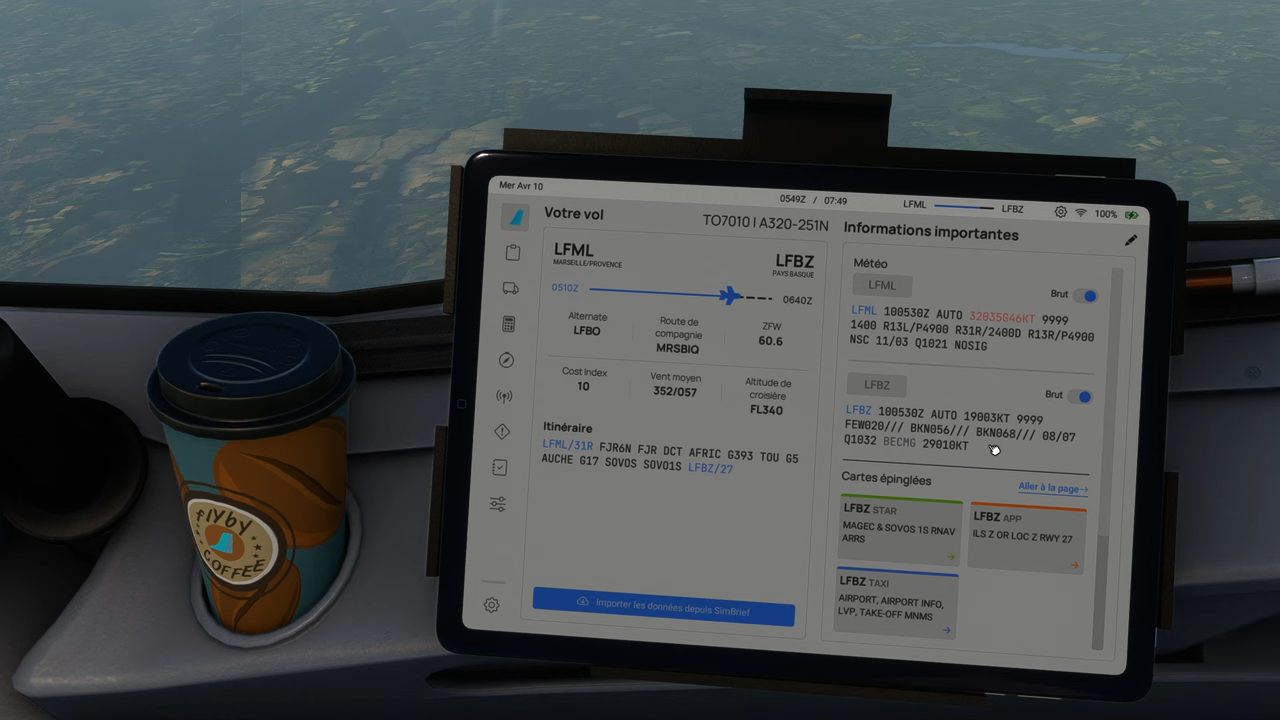 Mer Avr 10
0549Z / 07:49
LFML LFBZ
100%
Votre vol
TO7010 | A320-251N
LFML
MARSEILLE/PROVENCE
LFBZ
PAYS BASQUE
0510Z
0640Z
Alternate
LFBO
Route de
compagnie
MRSBIQ
ZFW
60.6
Cost Index
10
Vent moyen
352/057
Altitude de
croisière
FL340
Itinéraire
LFML/31R FJR6N FJR DCT AFRIC G393 TOU G5
AUCHE G17 SOVOS SOVO1S LFBZ/27
Importer les données depuis SimBrief
Informations importantes
Météo
LFML
Brut
LFML 100530Z AUTO 32035G46KT 9999
1400 R13L/P4900 R31R/2400D R13R/P4900
NSC 11/03 Q1021 NOSIG
LFBZ
Brut
LFBZ 100530Z AUTO 19003KT 9999
FEW020/// BKN056/// BKN068/// 08/07
Q1032 BECMG 29010KT
Cartes épinglées
Aller à la page→
LFBZ STAR
MAGEC & SOVOS 1S RNAV
ARRS
LFBZ APP
ILS Z OR LOC Z RWY 27
LFBZ TAXI
AIRPORT, AIRPORT INFO,
LVP, TAKE-OFF MNMS
flyby
COFFEE